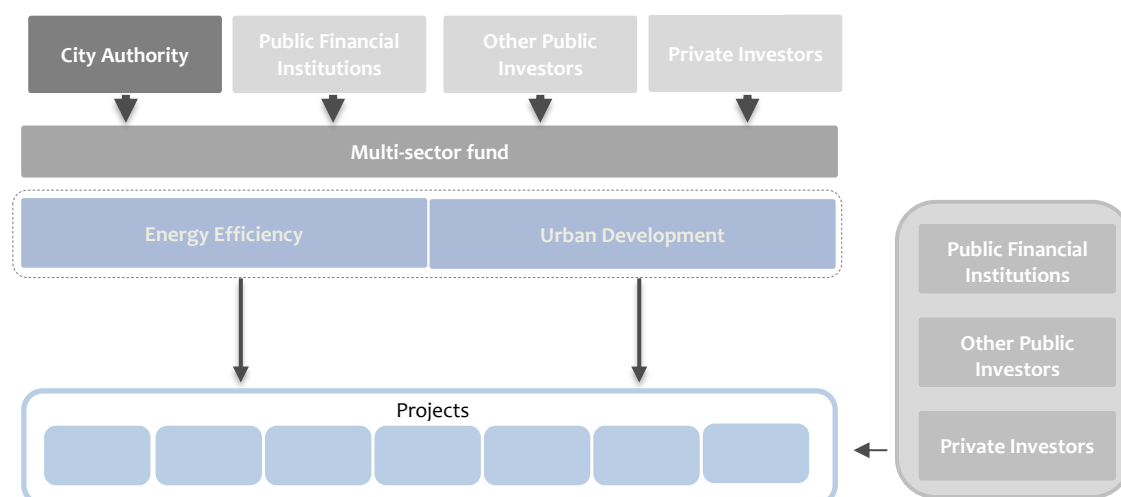 City Authority
Public Financial
Institutions
Other Public
Investors
Private Investors
Multi-sector fund
Energy Efficiency
Urban Development
Public Financial
Institutions
Other Public
Investors
Private Investors
Projects